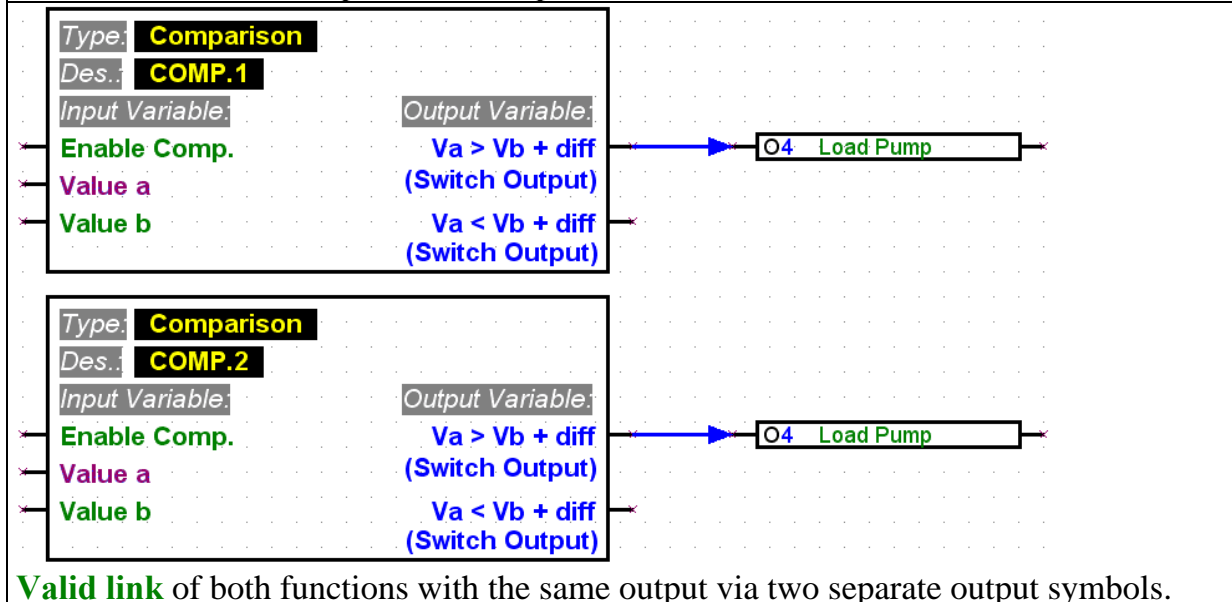 Type: Comparison
Des.: COMP.1
Input Variable: Output Variable:
Enable Comp. Va > Vb + diff O4 Load Pump
Value a (Switch Output)
Value b Va < Vb + diff
(Switch Output)
Type: Comparison
Des.: COMP.2
Input Variable: Output Variable:
Enable Comp. Va > Vb + diff O4 Load Pump
Value a (Switch Output)
Value b Va < Vb + diff
(Switch Output)
Valid link of both functions with the same output via two separate output symbols.